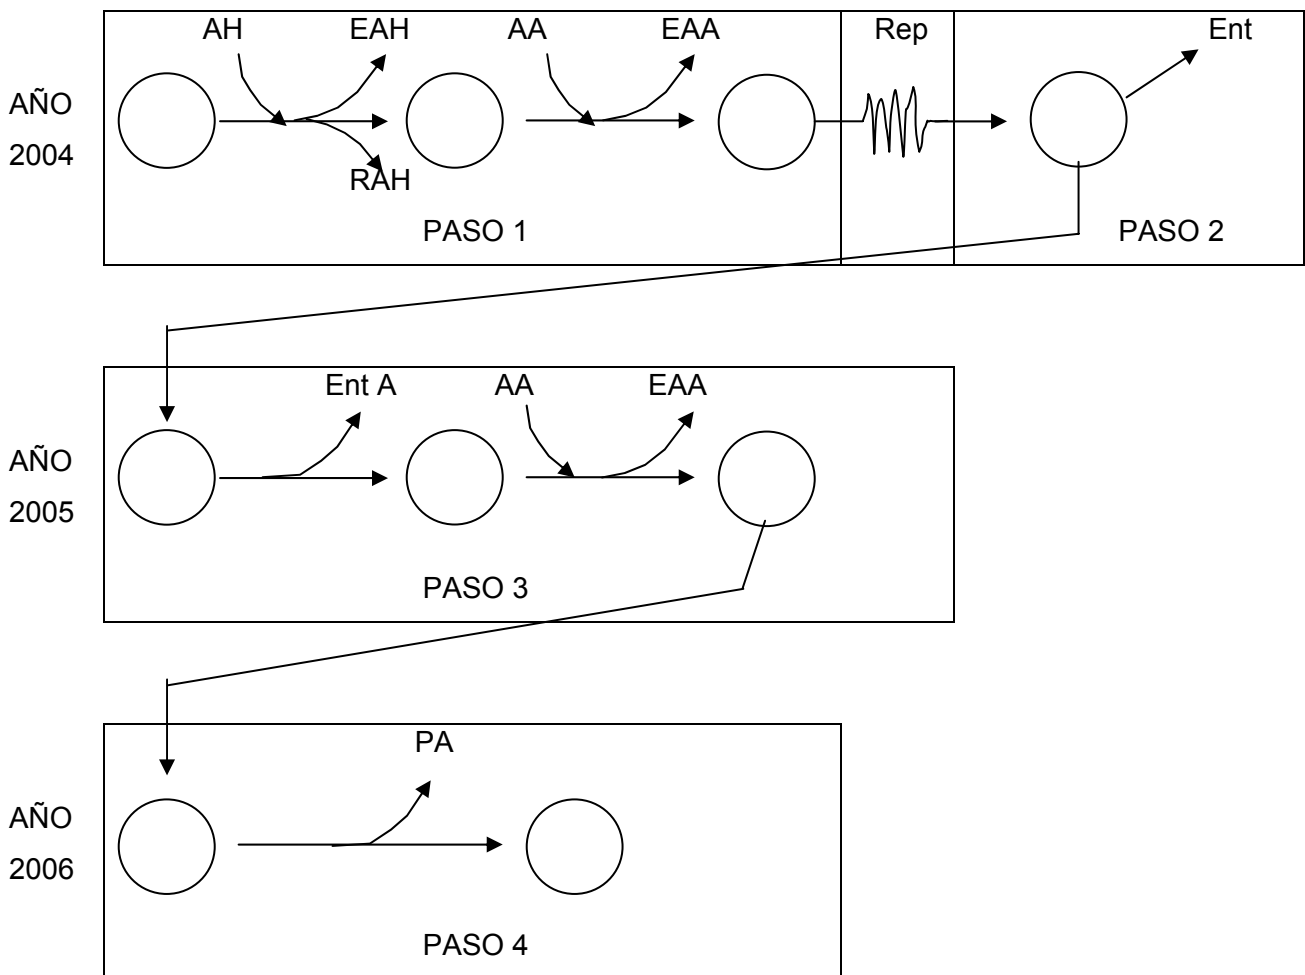 AH EAH AA EAA Rep Ent
AÑO
2004
RAH
PASO 1 PASO 2
Ent A AA EAA
AÑO
2005
PASO 3
PA
AÑO
2006
PASO 4